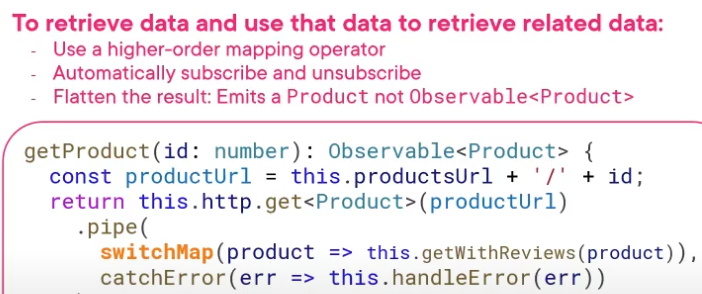 To retrieve data and use that data to retrieve related data:
- Use a higher-order mapping operator
- Automatically subscribe and unsubscribe
- Flatten the result: Emits a Product not Observable<Product>
getProduct(id: number): Observable<Product> {
const productUrl = this.productsUrl + '/' + id;
return this.http.get<Product>(productUrl)
.pipe(
switchMap(product => this.getWithReviews(product)),
catchError(err => this.handleError(err))